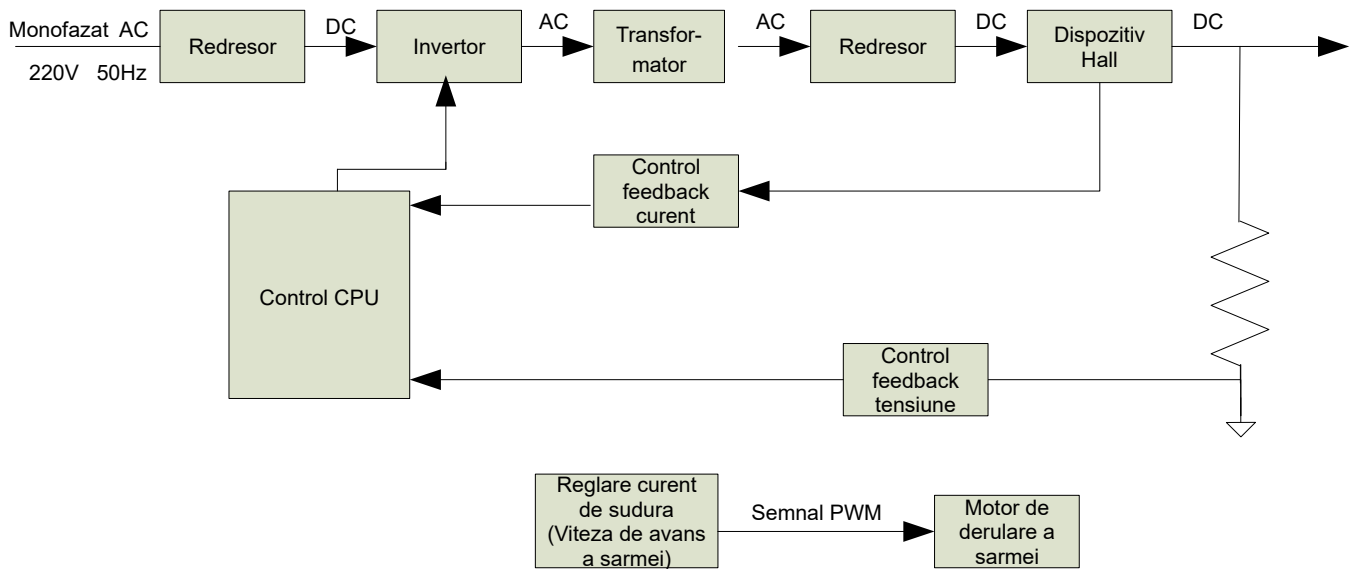 Monofazat AC
220V 50Hz
Redresor
DC
Invertor
AC
Transfor-
mator
AC
Redresor
DC
Dispozitiv
Hall
DC
Control
feedback
curent
Control CPU
Control
feedback
tensiune
Reglare curent
de sudura
(Viteza de avans
a sarmei)
Semnal PWM
Motor de
derulare a
sarmei